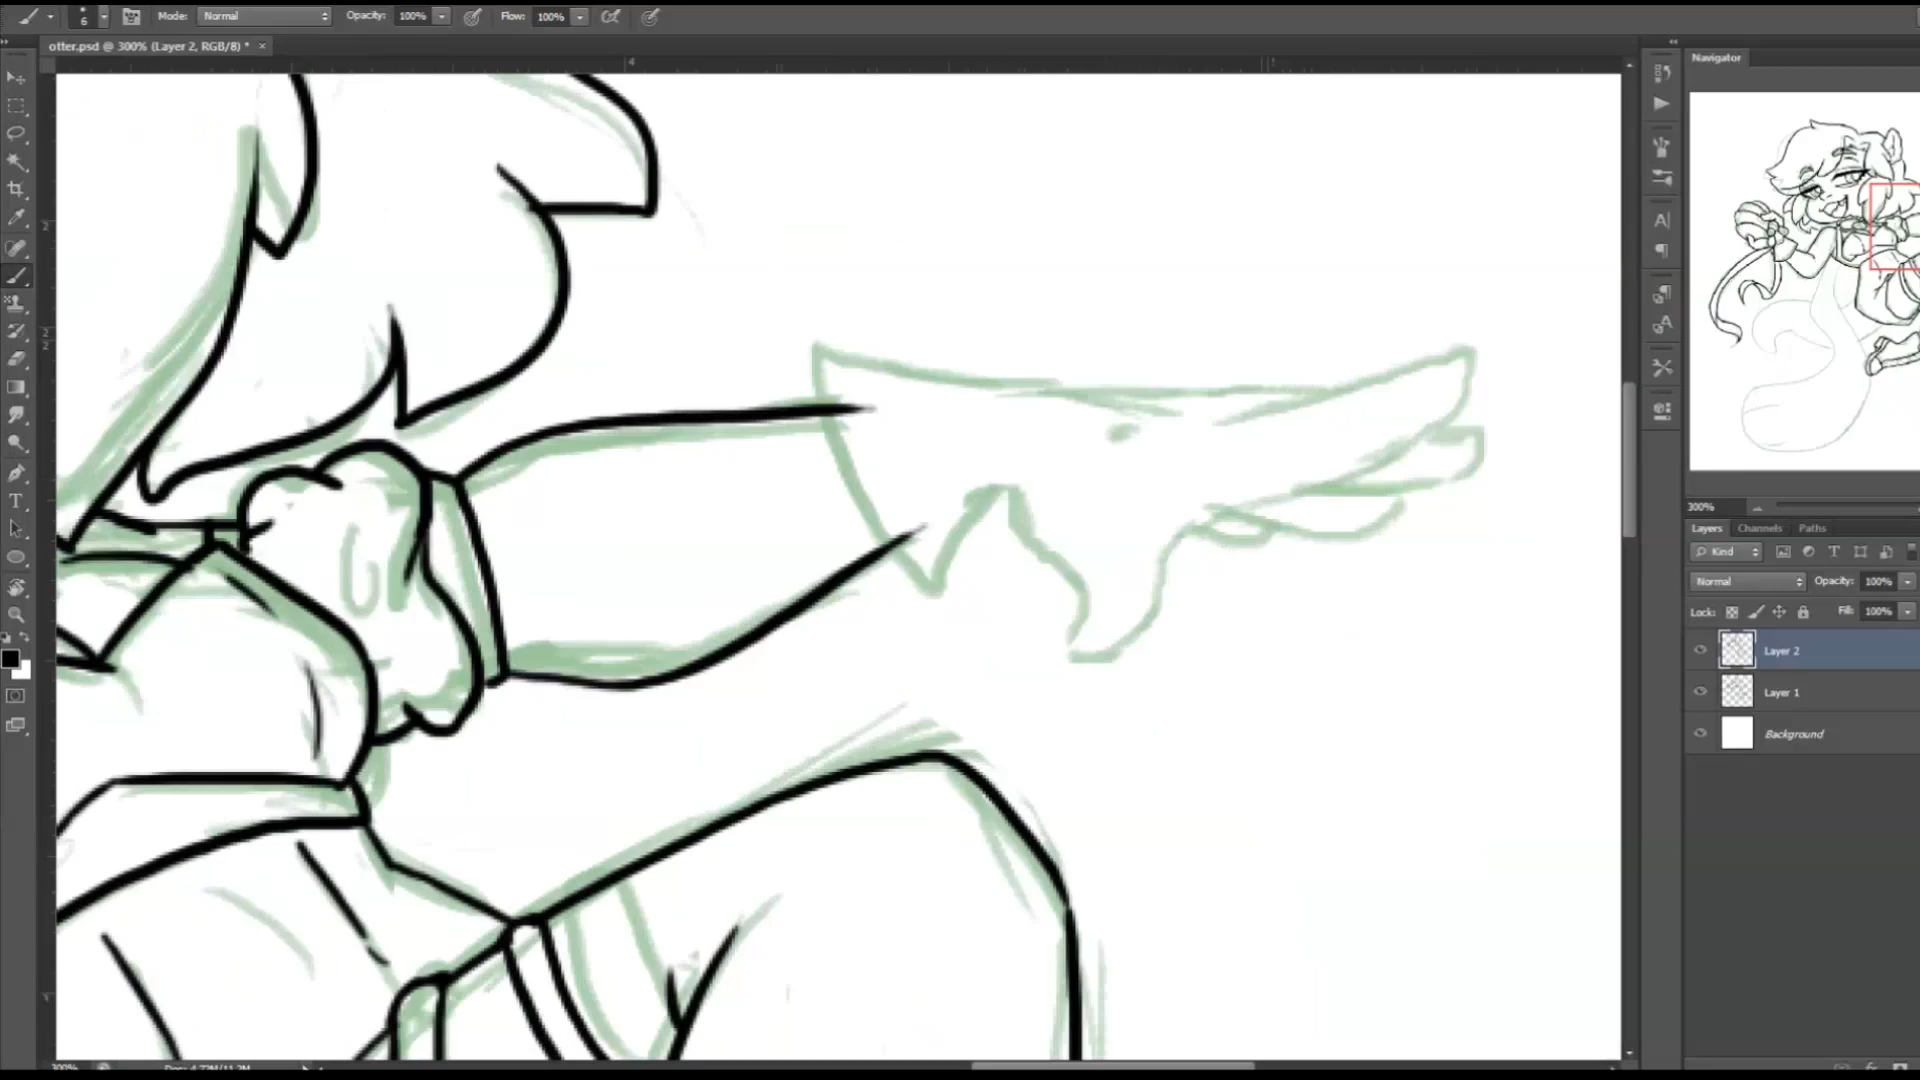 6 Mode: Normal Opacity: 100% Flow: 100%
otter.psd @ 300% (Layer 2, RGB/8) *
Navigator
300%
Layers Channels Paths
Kind
Normal Opacity: 100%
Lock: Fill: 100%
Layer 2
Layer 1
Background
300%